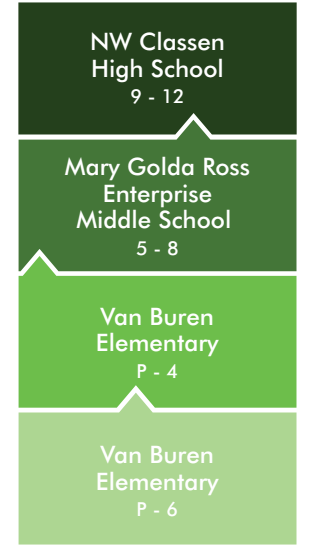 NW Classen
High School
9 - 12
Mary Golda Ross
Enterprise
Middle School
5 - 8
Van Buren
Elementary
P - 4
Van Buren
Elementary
P - 6